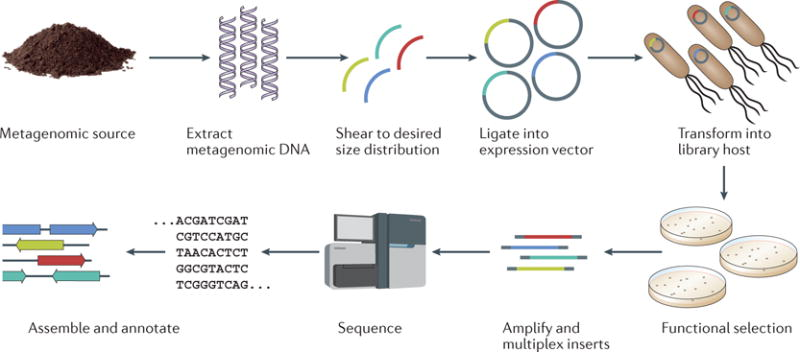 Metagenomic source
Extract
metagenomic DNA
Shear to desired
size distribution
Ligate into
expression vector
Transform into
library host
...ACGATCGAT
CGTCCATGC
TAACACTCT
GGCGTACTC
TCGGGTCAG...
Assemble and annotate
Sequence
Amplify and
multiplex inserts
Functional selection